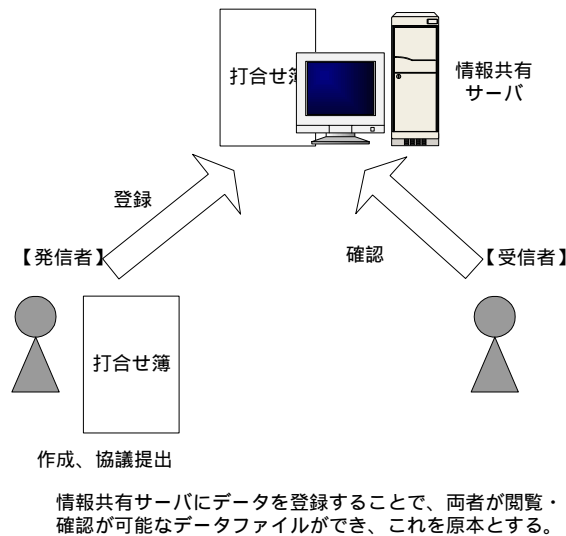 打合せ
情報共有
サーバ
登録
【発信者】
確認
【受信者】
打合せ簿
作成、協議提出
情報共有サーバにデータを登録することで、両者が閲覧・
確認が可能なデータファイルができ、これを原本とする。